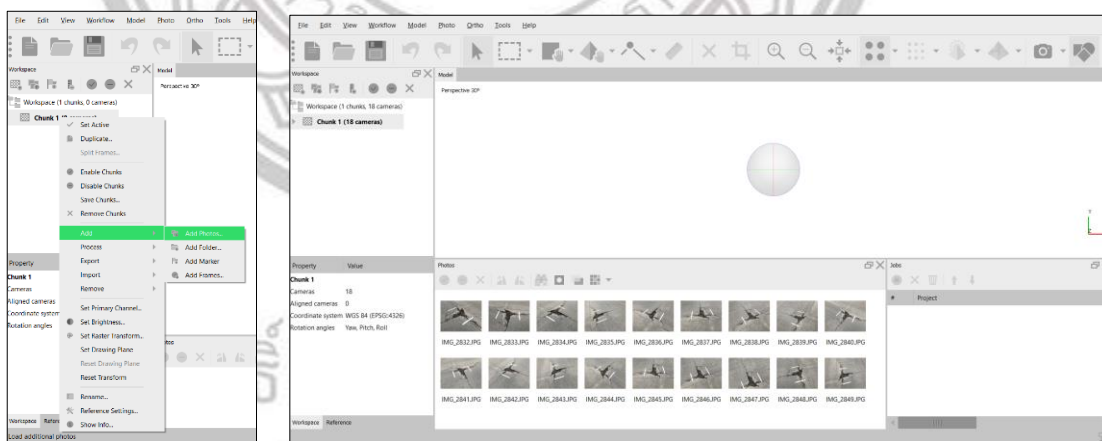 File Edit View Workflow Model Photo Ortho Tools Help
Workspace
Model
Workspace (1 chunks, 0 cameras)
Perspective 30°
Chunk 1
Set Active
Duplicate...
Split Frames...
Enable Chunks
Disable Chunks
Save Chunks...
Remove Chunks
Add
Add Photos...
Process
Add Folder...
Export
Add Marker
Import
Add Frames...
Remove
Set Primary Channel...
Set Brightness...
Set Raster Transform...
Set Drawing Plane
Reset Drawing Plane
Reset Transform
Rename...
Reference Settings...
Show Info...
Property
Chunk 1
Cameras
Aligned cameras
Coordinate system
Rotation angles
Workspace
Load additional photos
File Edit View Workflow Model Photo Ortho Tools Help
Workspace
Model
Workspace (1 chunks, 18 cameras)
Perspective 30°
Chunk 1 (18 cameras)
Y
Property Value
Chunk 1
Cameras 18
Aligned cameras 0
Coordinate system WGS 84 (EPSG:4326)
Rotation angles Yaw, Pitch, Roll
Photos
IMG_2832.JPG IMG_2833.JPG IMG_2834.JPG IMG_2835.JPG IMG_2836.JPG IMG_2837.JPG IMG_2838.JPG IMG_2839.JPG IMG_2840.JPG
IMG_2841.JPG IMG_2842.JPG IMG_2843.JPG IMG_2844.JPG IMG_2845.JPG IMG_2846.JPG IMG_2847.JPG IMG_2848.JPG IMG_2849.JPG
Jobs
# Project
Workspace Reference